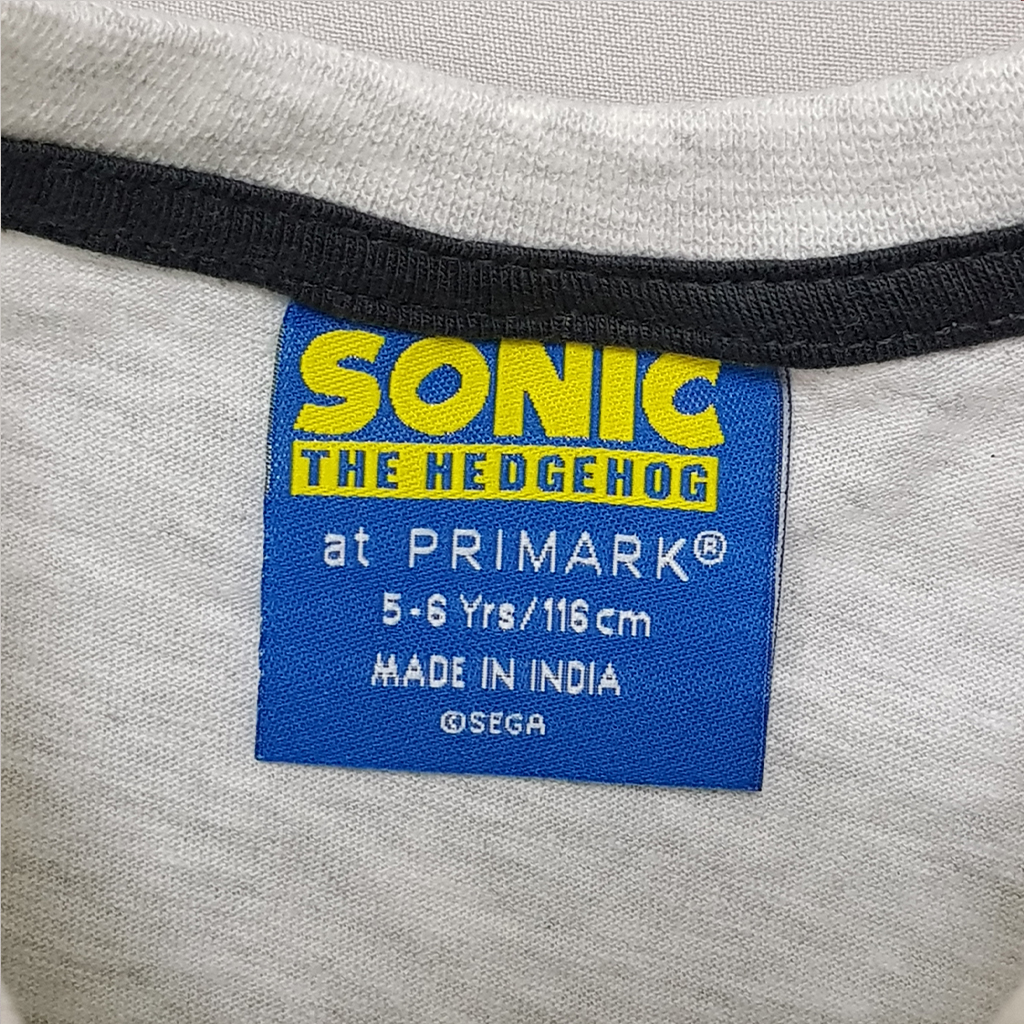 SONIC
THE HEDGEHOG
at PRIMARK®
5-6 Yrs/116cm
MADE IN INDIA
©SEGA